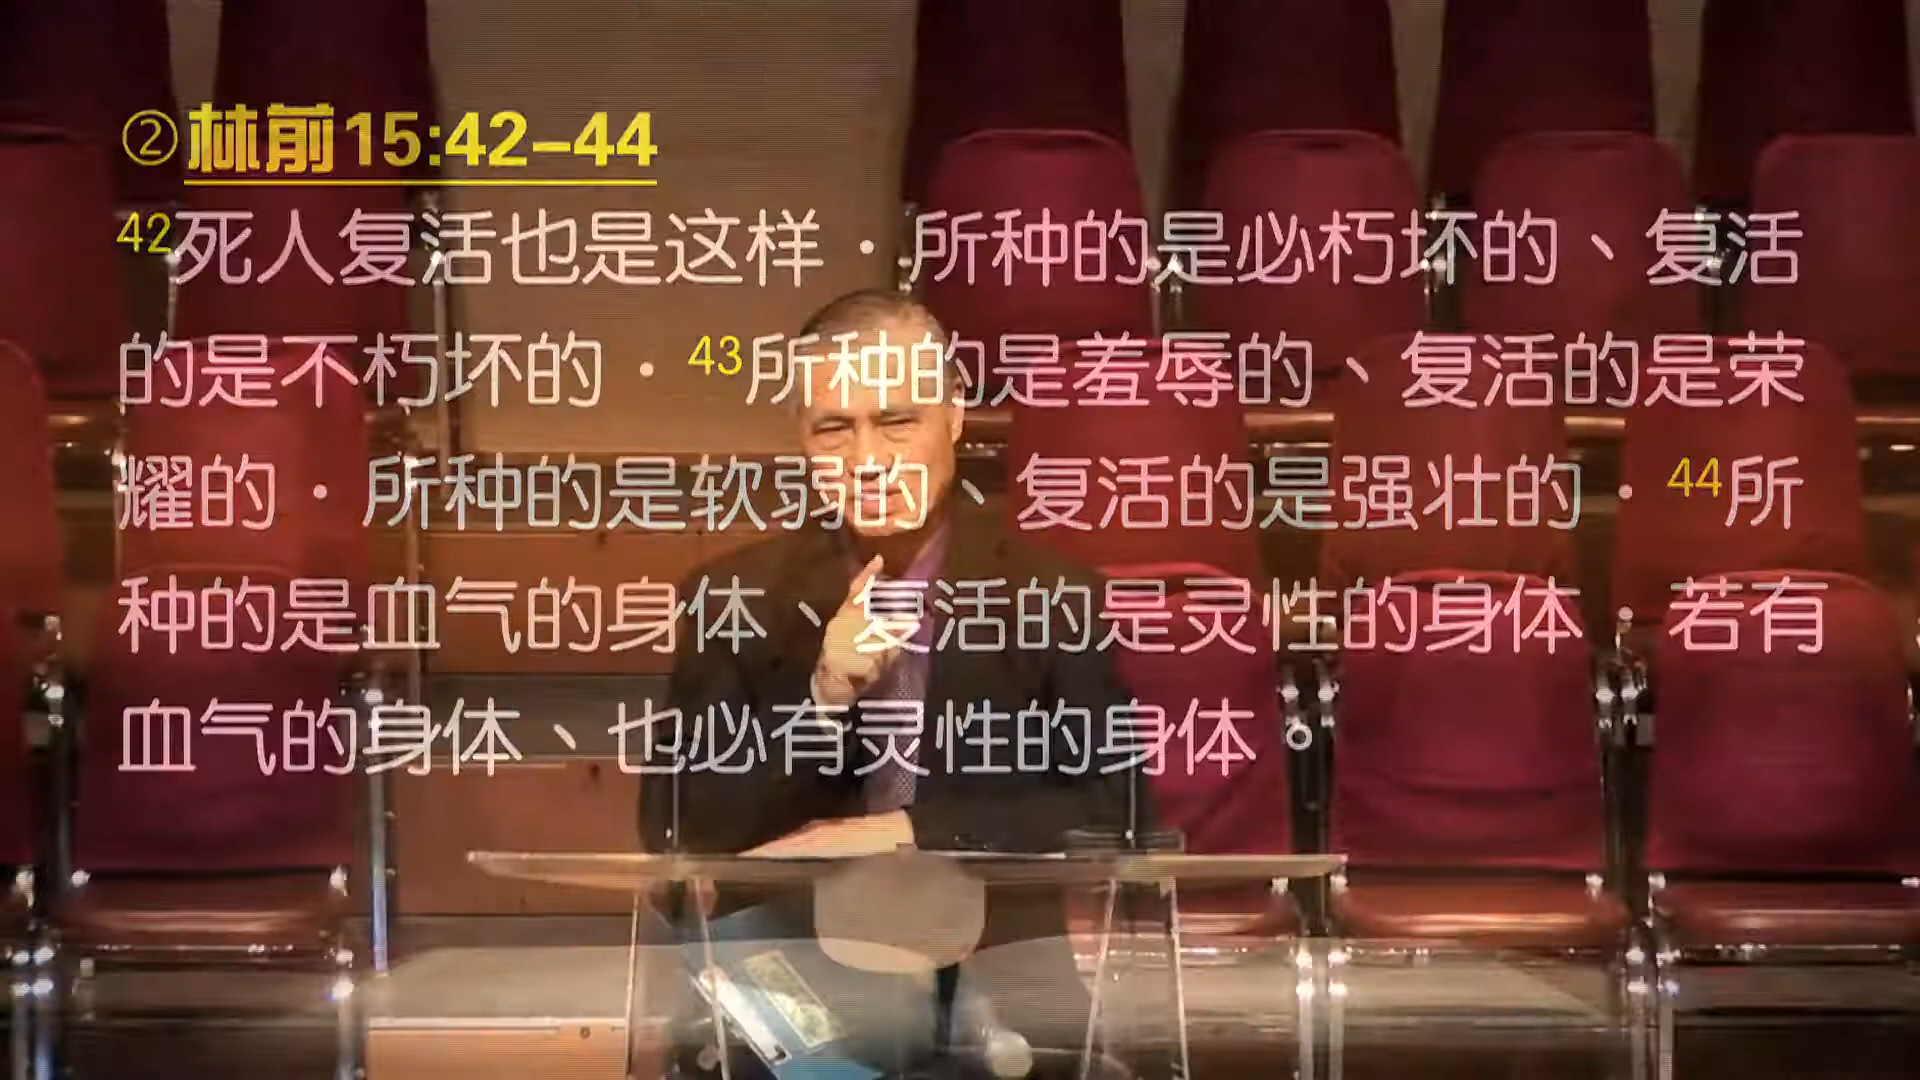 ②林前15:42–44
42死人复活也是这样·所种的是必朽坏的、复活
的是不朽坏的·43所种的是羞辱的、复活的是荣
耀的·所种的是软弱的、复活的是强壮的·44所
种的是血气的身体、复活的是灵性的身体·若有
血气的身体、也必有灵性的身体。